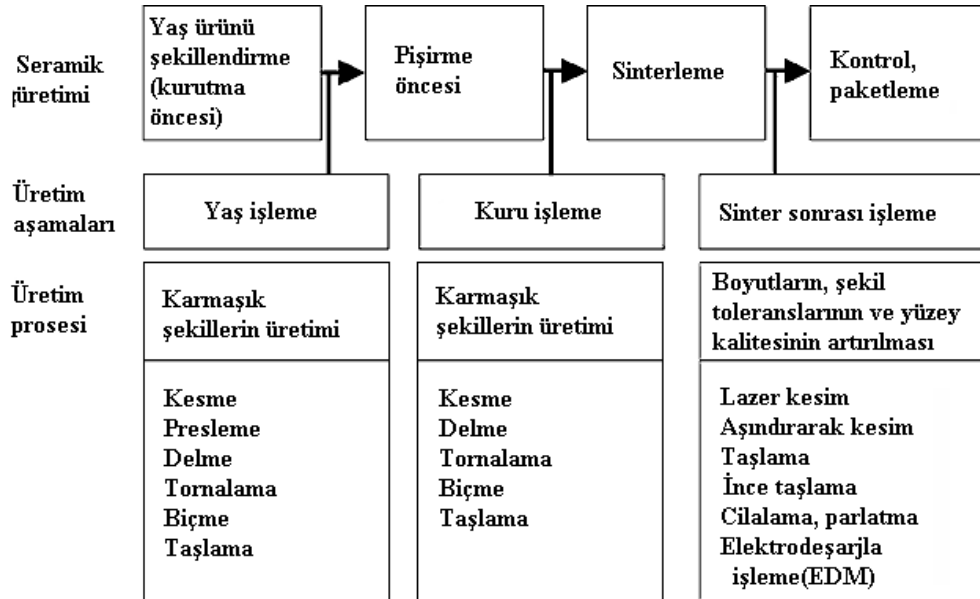 Seramik
üretimi
Yaş ürünü
şekillendirme
(kurutma
öncesi)
Pişirme
öncesi
Sinterleme
Kontrol,
paketleme
Üretim
aşamaları
Yaş işleme
Kuru işleme
Sinter sonrası işleme
Üretim
prosesi
Karmaşık
şekillerin üretimi
Karmaşık
şekillerin üretimi
Boyutların, şekil
toleranslarının ve yüzey
kalitesinin artırılması
Kesme
Presleme
Delme
Tornalama
Biçme
Taşlama
Kesme
Delme
Tornalama
Biçme
Taşlama
Lazer kesim
Aşındırarak kesim
Taşlama
İnce taşlama
Cilalama, parlatma
Elektrodeşarjla
işleme(EDM)